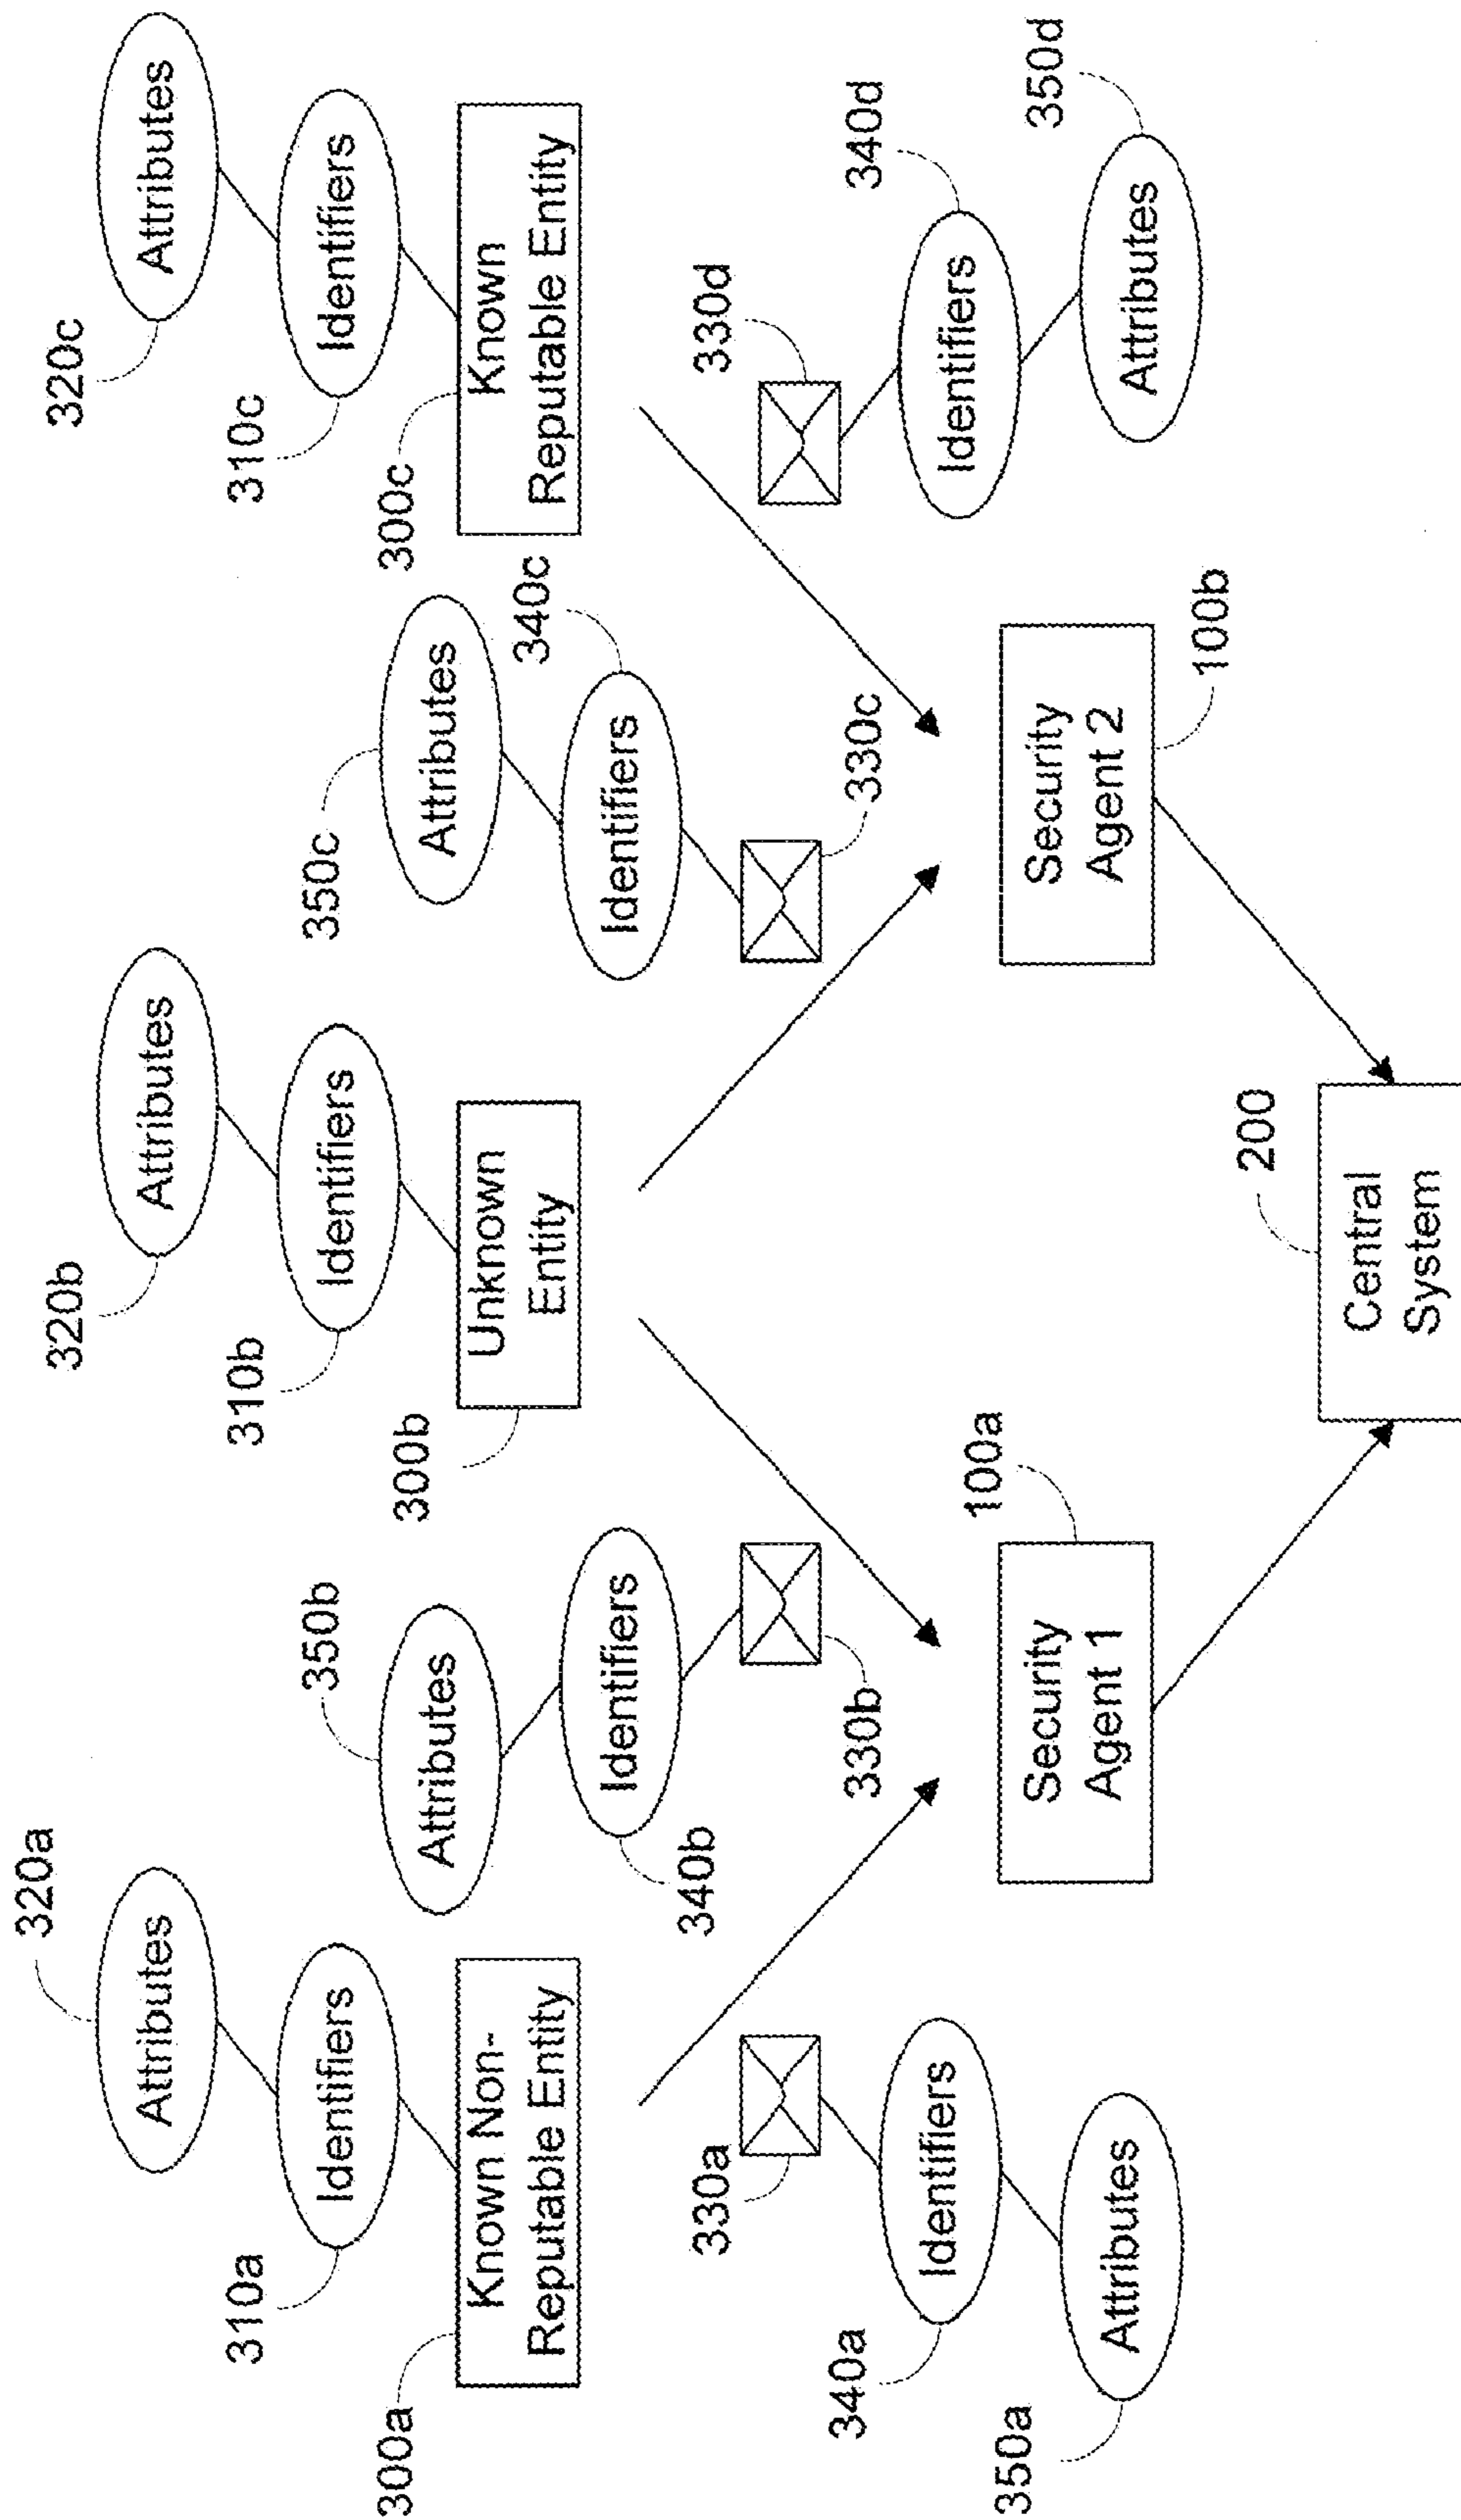 320a
Attributes
310a
Identifiers
300a
Known Non-
Reputable Entity
320b
Attributes
310b
Identifiers
300b
Unknown
Entity
320c
Attributes
310c
Identifiers
300c
Known
Reputable Entity
350b
Attributes
340b
Identifiers
330b
350c
Attributes
340c
Identifiers
330c
330a
340a
Identifiers
350a
Attributes
330d
340d
Identifiers
350d
Attributes
100a
Security
Agent 1
Security
Agent 2
100b
200
Central
System